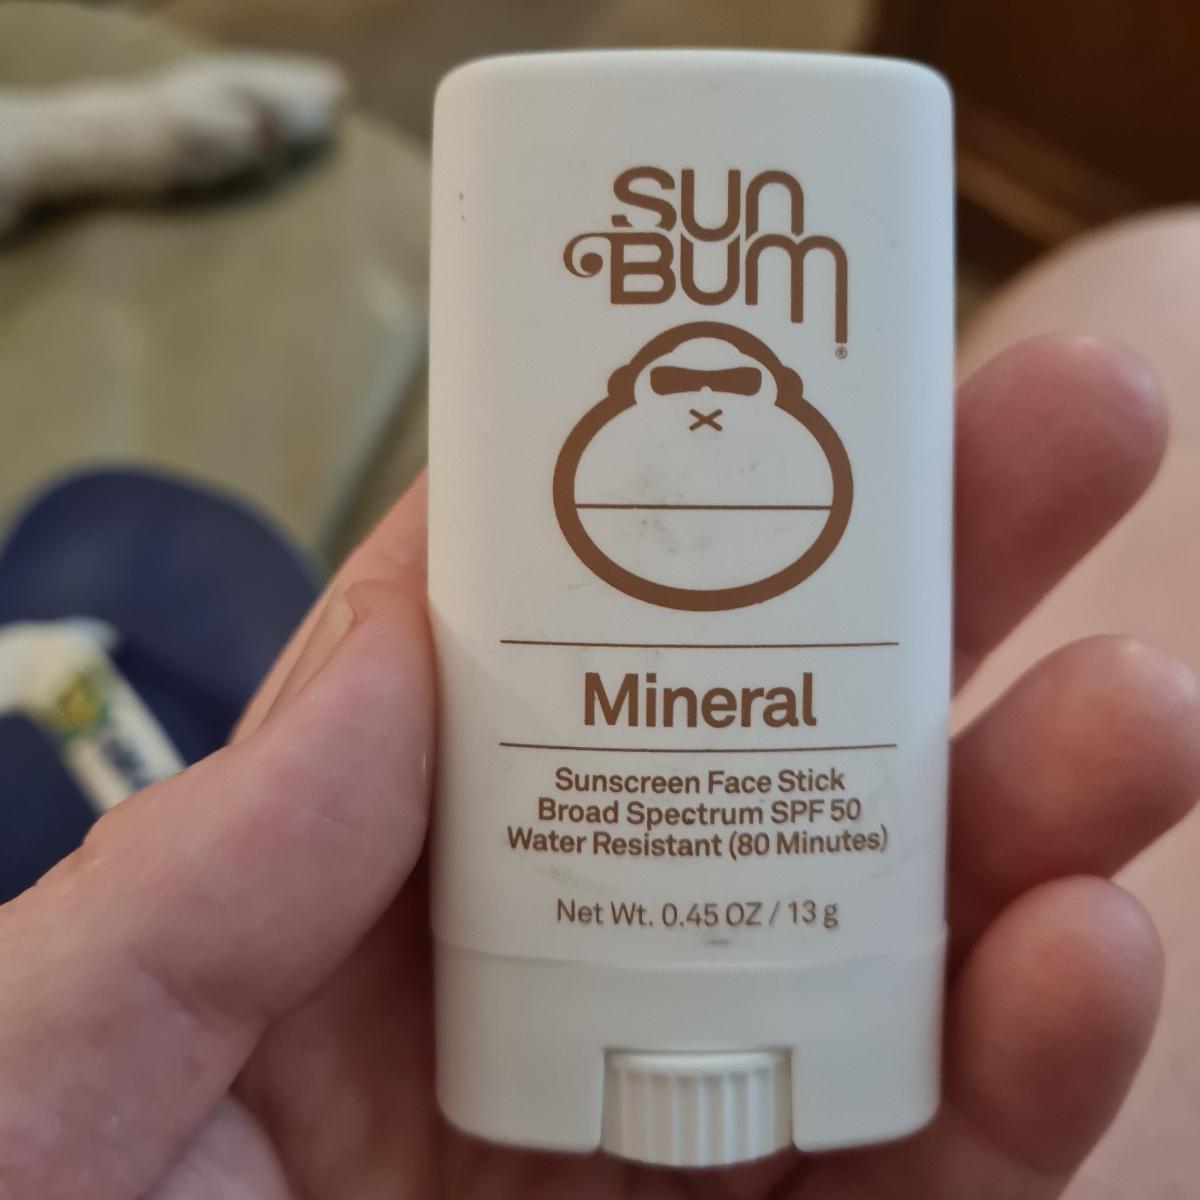 sun
Bum®
Mineral
Sunscreen Face Stick
Broad Spectrum SPF 50
Water Resistant (80 Minutes)
Net Wt. 0.45 OZ / 13 g